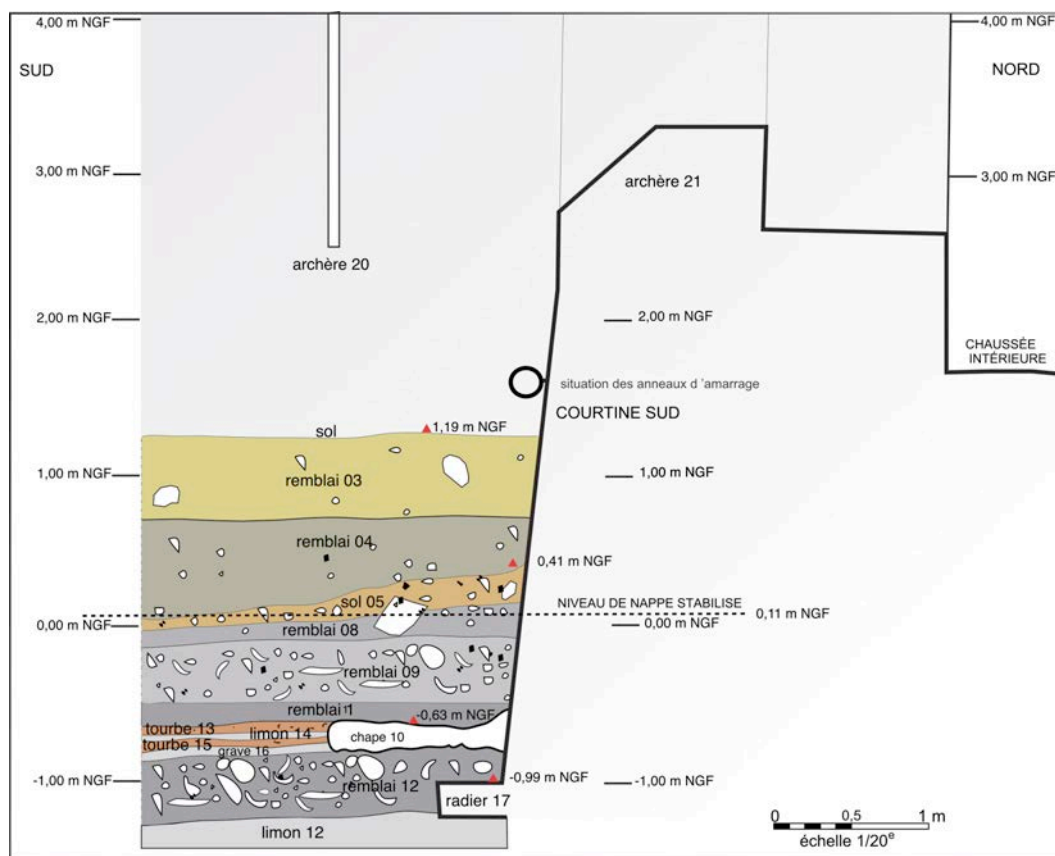 4,00 m NGF
4,00 m NGF
SUD
NORD
3,00 m NGF
archère 21
3,00 m NGF
archère 20
2,00 m NGF
2,00 m NGF
CHAUSSÉE
INTÉRIEURE
situation des anneaux d 'amarrage
COURTINE SUD
sol
1,19 m NGF
1,00 m NGF
remblai 03
1,00 m NGF
remblai 04
0,41 m NGF
sol 05
NIVEAU DE NAPPE STABILISE
0,11 m NGF
0,00 m NGF
remblai 08
0,00 m NGF
remblai 09
remblai 11
-0,63 m NGF
tourbe 13
limon 14
chape 10
tourbe 15
grave 16
-1,00 m NGF
remblai 12
-0,99 m NGF
-1,00 m NGF
radier 17
limon 12
0 0,5 1 m
échelle 1/20e